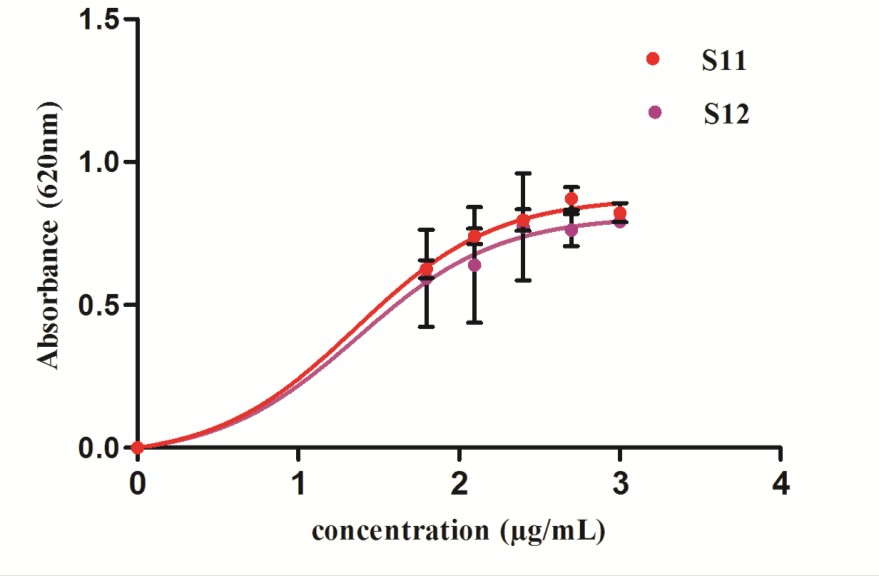 1.5
1.0
0.5
0.0
Absorbance (620nm)
S11
S12
0 1 2 3 4
concentration (µg/mL)